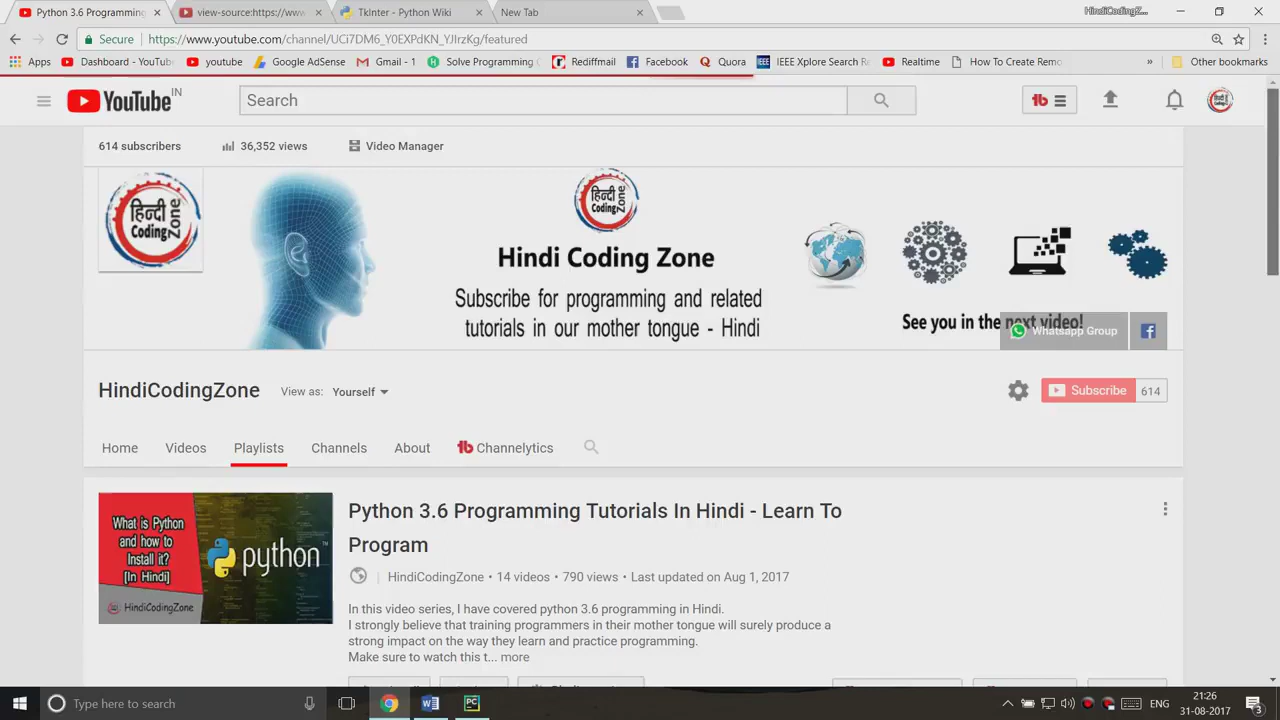 Python 3.6 Programming
view-source:https://www
TkInter - Python Wiki
New Tab
HindiCodingZ...
Secure
https://www.youtube.com/channel/UCi7DM6_Y0EXPdKN_YJIrzKg/featured
Apps
Dashboard - YouTube
youtube
Google AdSense
Gmail - 1
Solve Programming
Rediffmail
Facebook
Quora
IEEE Xplore Search Re
Realtime
How To Create Remo
»
Other bookmarks
YouTube IN
Search
614 subscribers
36,352 views
Video Manager
हिन्दी
CodingZone
हिन्दी
CodingZone
Hindi Coding Zone
Subscribe for programming and related
tutorials in our mother tongue - Hindi
See you in the next video!
Whatsapp Group
HindiCodingZone
View as: Yourself
Subscribe 614
Home
Videos
Playlists
Channels
About
Channelytics
What is Python
and how to
Install it?
[In Hindi]
HindiCodingZone
python™
Python 3.6 Programming Tutorials In Hindi - Learn To
Program
HindiCodingZone • 14 videos • 790 views • Last updated on Aug 1, 2017
In this video series, I have covered python 3.6 programming in Hindi.
I strongly believe that training programmers in their mother tongue will surely produce a
strong impact on the way they learn and practice programming.
Make sure to watch this t... more
Type here to search
ENG
21:26
31-08-2017
3